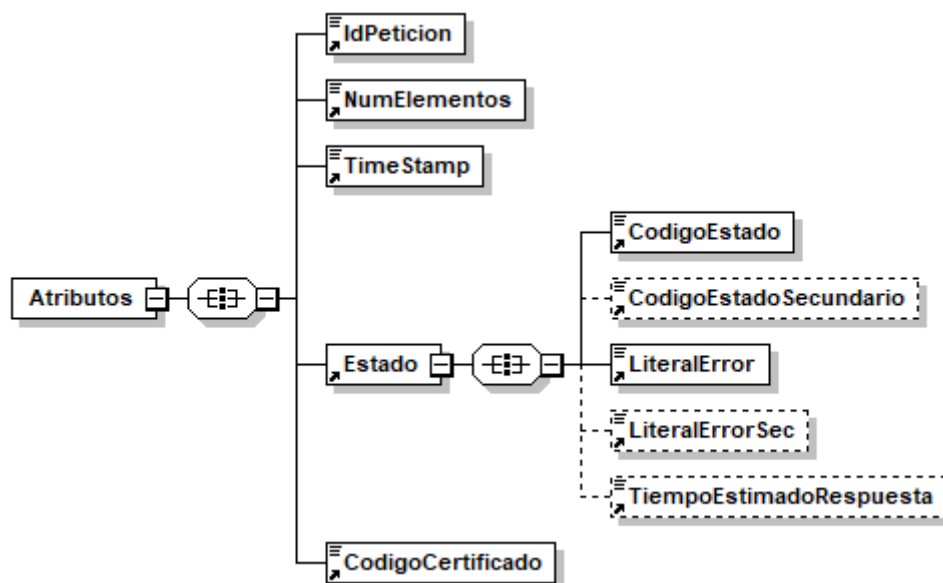 IdPeticion
NumElementos
TimeStamp
CodigoEstado
Atributos
CodigoEstadoSecundario
Estado
LiteralError
LiteralErrorSec
TiempoEstimadoRespuesta
CodigoCertificado